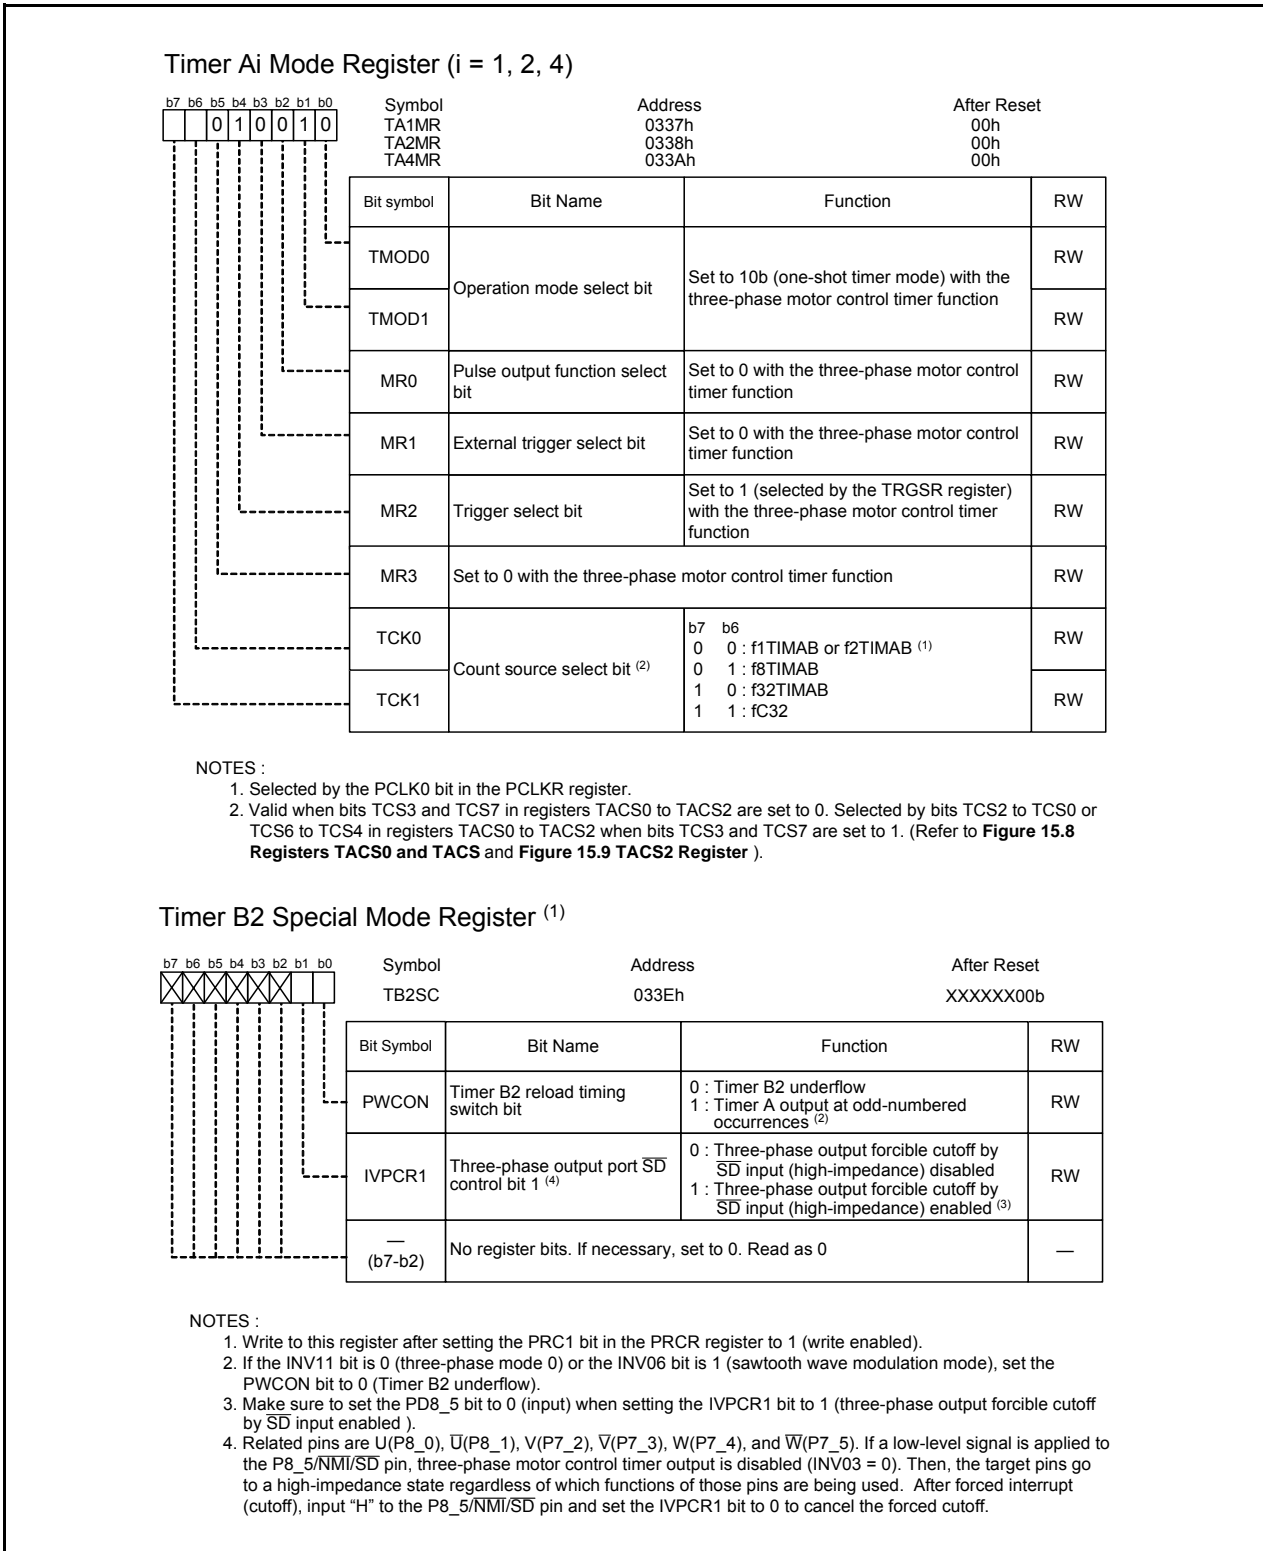 Timer Ai Mode Register (i = 1, 2, 4)
b7 b6 b5 b4 b3 b2 b1 b0
0 1 0 0 1 0
Symbol Address After Reset
TA1MR 0337h 00h
TA2MR 0338h 00h
TA4MR 033Ah 00h
Bit symbol Bit Name Function RW
TMOD0 RW
Operation mode select bit
Set to 10b (one-shot timer mode) with the
three-phase motor control timer function
TMOD1 RW
MR0
Pulse output function select
bit
Set to 0 with the three-phase motor control
timer function
RW
MR1
External trigger select bit
Set to 0 with the three-phase motor control
timer function
RW
MR2
Trigger select bit
Set to 1 (selected by the TRGSR register)
with the three-phase motor control timer
function
RW
MR3 Set to 0 with the three-phase motor control timer function RW
TCK0 RW
Count source select bit (2)
b7 b6
0 0 : f1TIMAB or f2TIMAB (1)
0 1 : f8TIMAB
1 0 : f32TIMAB
1 1 : fC32
TCK1 RW
NOTES :
1. Selected by the PCLK0 bit in the PCLKR register.
2. Valid when bits TCS3 and TCS7 in registers TACS0 to TACS2 are set to 0. Selected by bits TCS2 to TCS0 or
TCS6 to TCS4 in registers TACS0 to TACS2 when bits TCS3 and TCS7 are set to 1. (Refer to Figure 15.8
Registers TACS0 and TACS and Figure 15.9 TACS2 Register ).
Timer B2 Special Mode Register (1)
b7 b6 b5 b4 b3 b2 b1 b0
Symbol Address After Reset
TB2SC 033Eh XXXXXX00b
Bit Symbol Bit Name Function RW
PWCON
Timer B2 reload timing
switch bit
0 : Timer B2 underflow
1 : Timer A output at odd-numbered
occurrences (2)
RW
IVPCR1
Three-phase output port S̅D̅
control bit 1 (4)
0 : Three-phase output forcible cutoff by
S̅D̅ input (high-impedance) disabled
1 : Three-phase output forcible cutoff by
S̅D̅ input (high-impedance) enabled (3)
RW
—
(b7-b2)
No register bits. If necessary, set to 0. Read as 0
—
NOTES :
1. Write to this register after setting the PRC1 bit in the PRCR register to 1 (write enabled).
2. If the INV11 bit is 0 (three-phase mode 0) or the INV06 bit is 1 (sawtooth wave modulation mode), set the
PWCON bit to 0 (Timer B2 underflow).
3. Make sure to set the PD8_5 bit to 0 (input) when setting the IVPCR1 bit to 1 (three-phase output forcible cutoff
by S̅D̅ input enabled ).
4. Related pins are U(P8_0), U̅(P8_1), V(P7_2), V̅(P7_3), W(P7_4), and W̅(P7_5). If a low-level signal is applied to
the P8_5/N̅M̅I̅/S̅D̅ pin, three-phase motor control timer output is disabled (INV03 = 0). Then, the target pins go
to a high-impedance state regardless of which functions of those pins are being used. After forced interrupt
(cutoff), input “H” to the P8_5/N̅M̅I̅/S̅D̅ pin and set the IVPCR1 bit to 0 to cancel the forced cutoff.